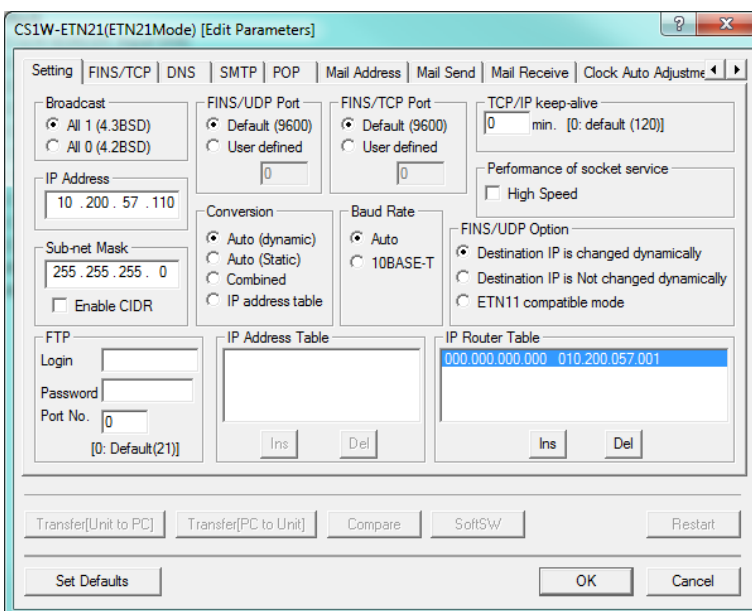 CS1W-ETN21(ETN21Mode) [Edit Parameters]
Setting FINS/TCP DNS SMTP POP Mail Address Mail Send Mail Receive Clock Auto Adjustme
Broadcast
All 1 (4.3BSD)
All 0 (4.2BSD)
FINS/UDP Port
Default (9600)
User defined
0
FINS/TCP Port
Default (9600)
User defined
0
TCP/IP keep-alive
0 min. [0: default (120)]
IP Address
10 .200 . 57 .110
Performance of socket service
High Speed
Sub-net Mask
255 .255 .255 . 0
Enable CIDR
Conversion
Auto (dynamic)
Auto (Static)
Combined
IP address table
Baud Rate
Auto
10BASE-T
FINS/UDP Option
Destination IP is changed dynamically
Destination IP is Not changed dynamically
ETN11 compatible mode
FTP
Login
Password
Port No. 0
[0: Default(21)]
IP Address Table
Ins Del
IP Router Table
000.000.000.000 010.200.057.001
Ins Del
Transfer[Unit to PC] Transfer[PC to Unit] Compare SoftSW Restart
Set Defaults OK Cancel